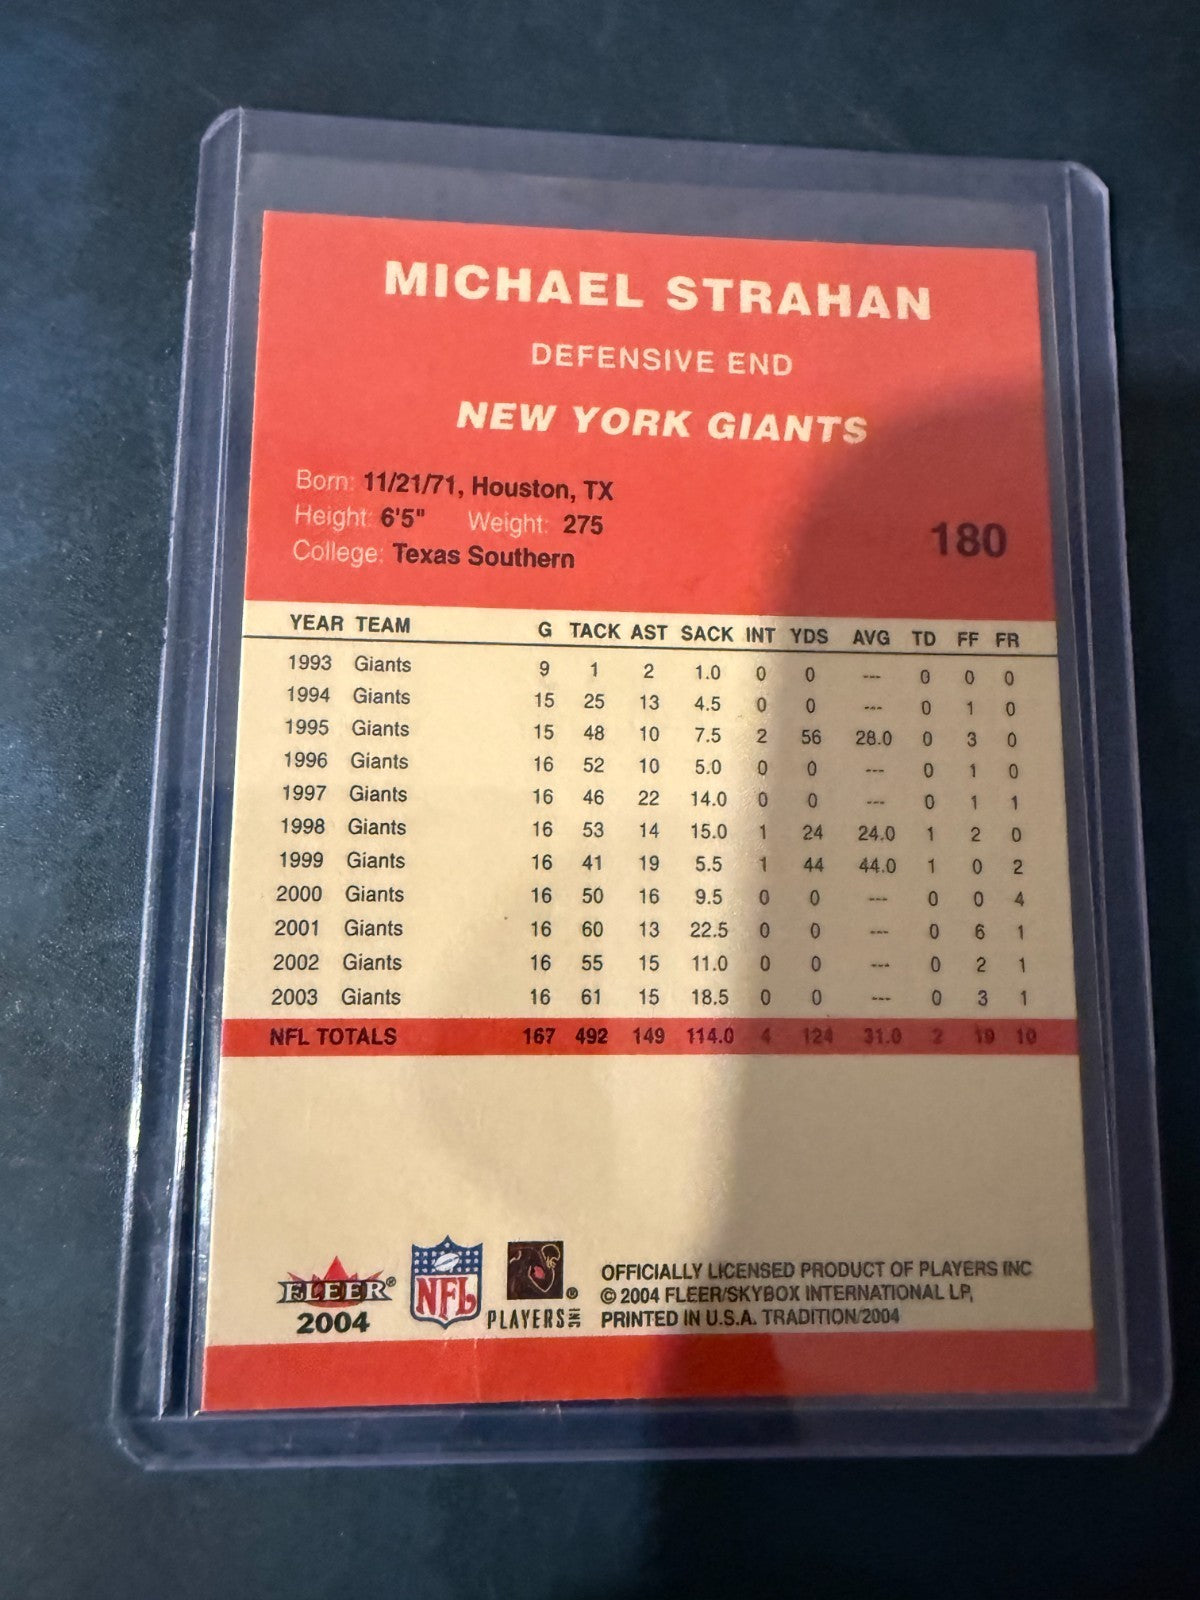 MICHAEL STRAHAN
DEFENSIVE END
NEW YORK GIANTS
Born: 11/21/71, Houston, TX
Height: 6'5" Weight: 275
College: Texas Southern
180
YEAR TEAM G TACK AST SACK INT YDS AVG TD FF FR
1993 Giants 9 1 2 1.0 0 0 --- 0 0 0
1994 Giants 15 25 13 4.5 0 0 --- 0 1 0
1995 Giants 15 48 10 7.5 2 56 28.0 0 3 0
1996 Giants 16 52 10 5.0 0 0 --- 0 1 0
1997 Giants 16 46 22 14.0 0 0 --- 0 1 1
1998 Giants 16 53 14 15.0 1 24 24.0 1 2 0
1999 Giants 16 41 19 5.5 1 44 44.0 1 0 2
2000 Giants 16 50 16 9.5 0 0 --- 0 0 4
2001 Giants 16 60 13 22.5 0 0 --- 0 6 1
2002 Giants 16 55 15 11.0 0 0 --- 0 2 1
2003 Giants 16 61 15 18.5 0 0 --- 0 3 1
NFL TOTALS 167 492 149 114.0 4 124 31.0 2 19 10
FLEER®
2004
NFL
PLAYERS INC ®
OFFICIALLY LICENSED PRODUCT OF PLAYERS INC
© 2004 FLEER/SKYBOX INTERNATIONAL LP,
PRINTED IN U.S.A. TRADITION/2004